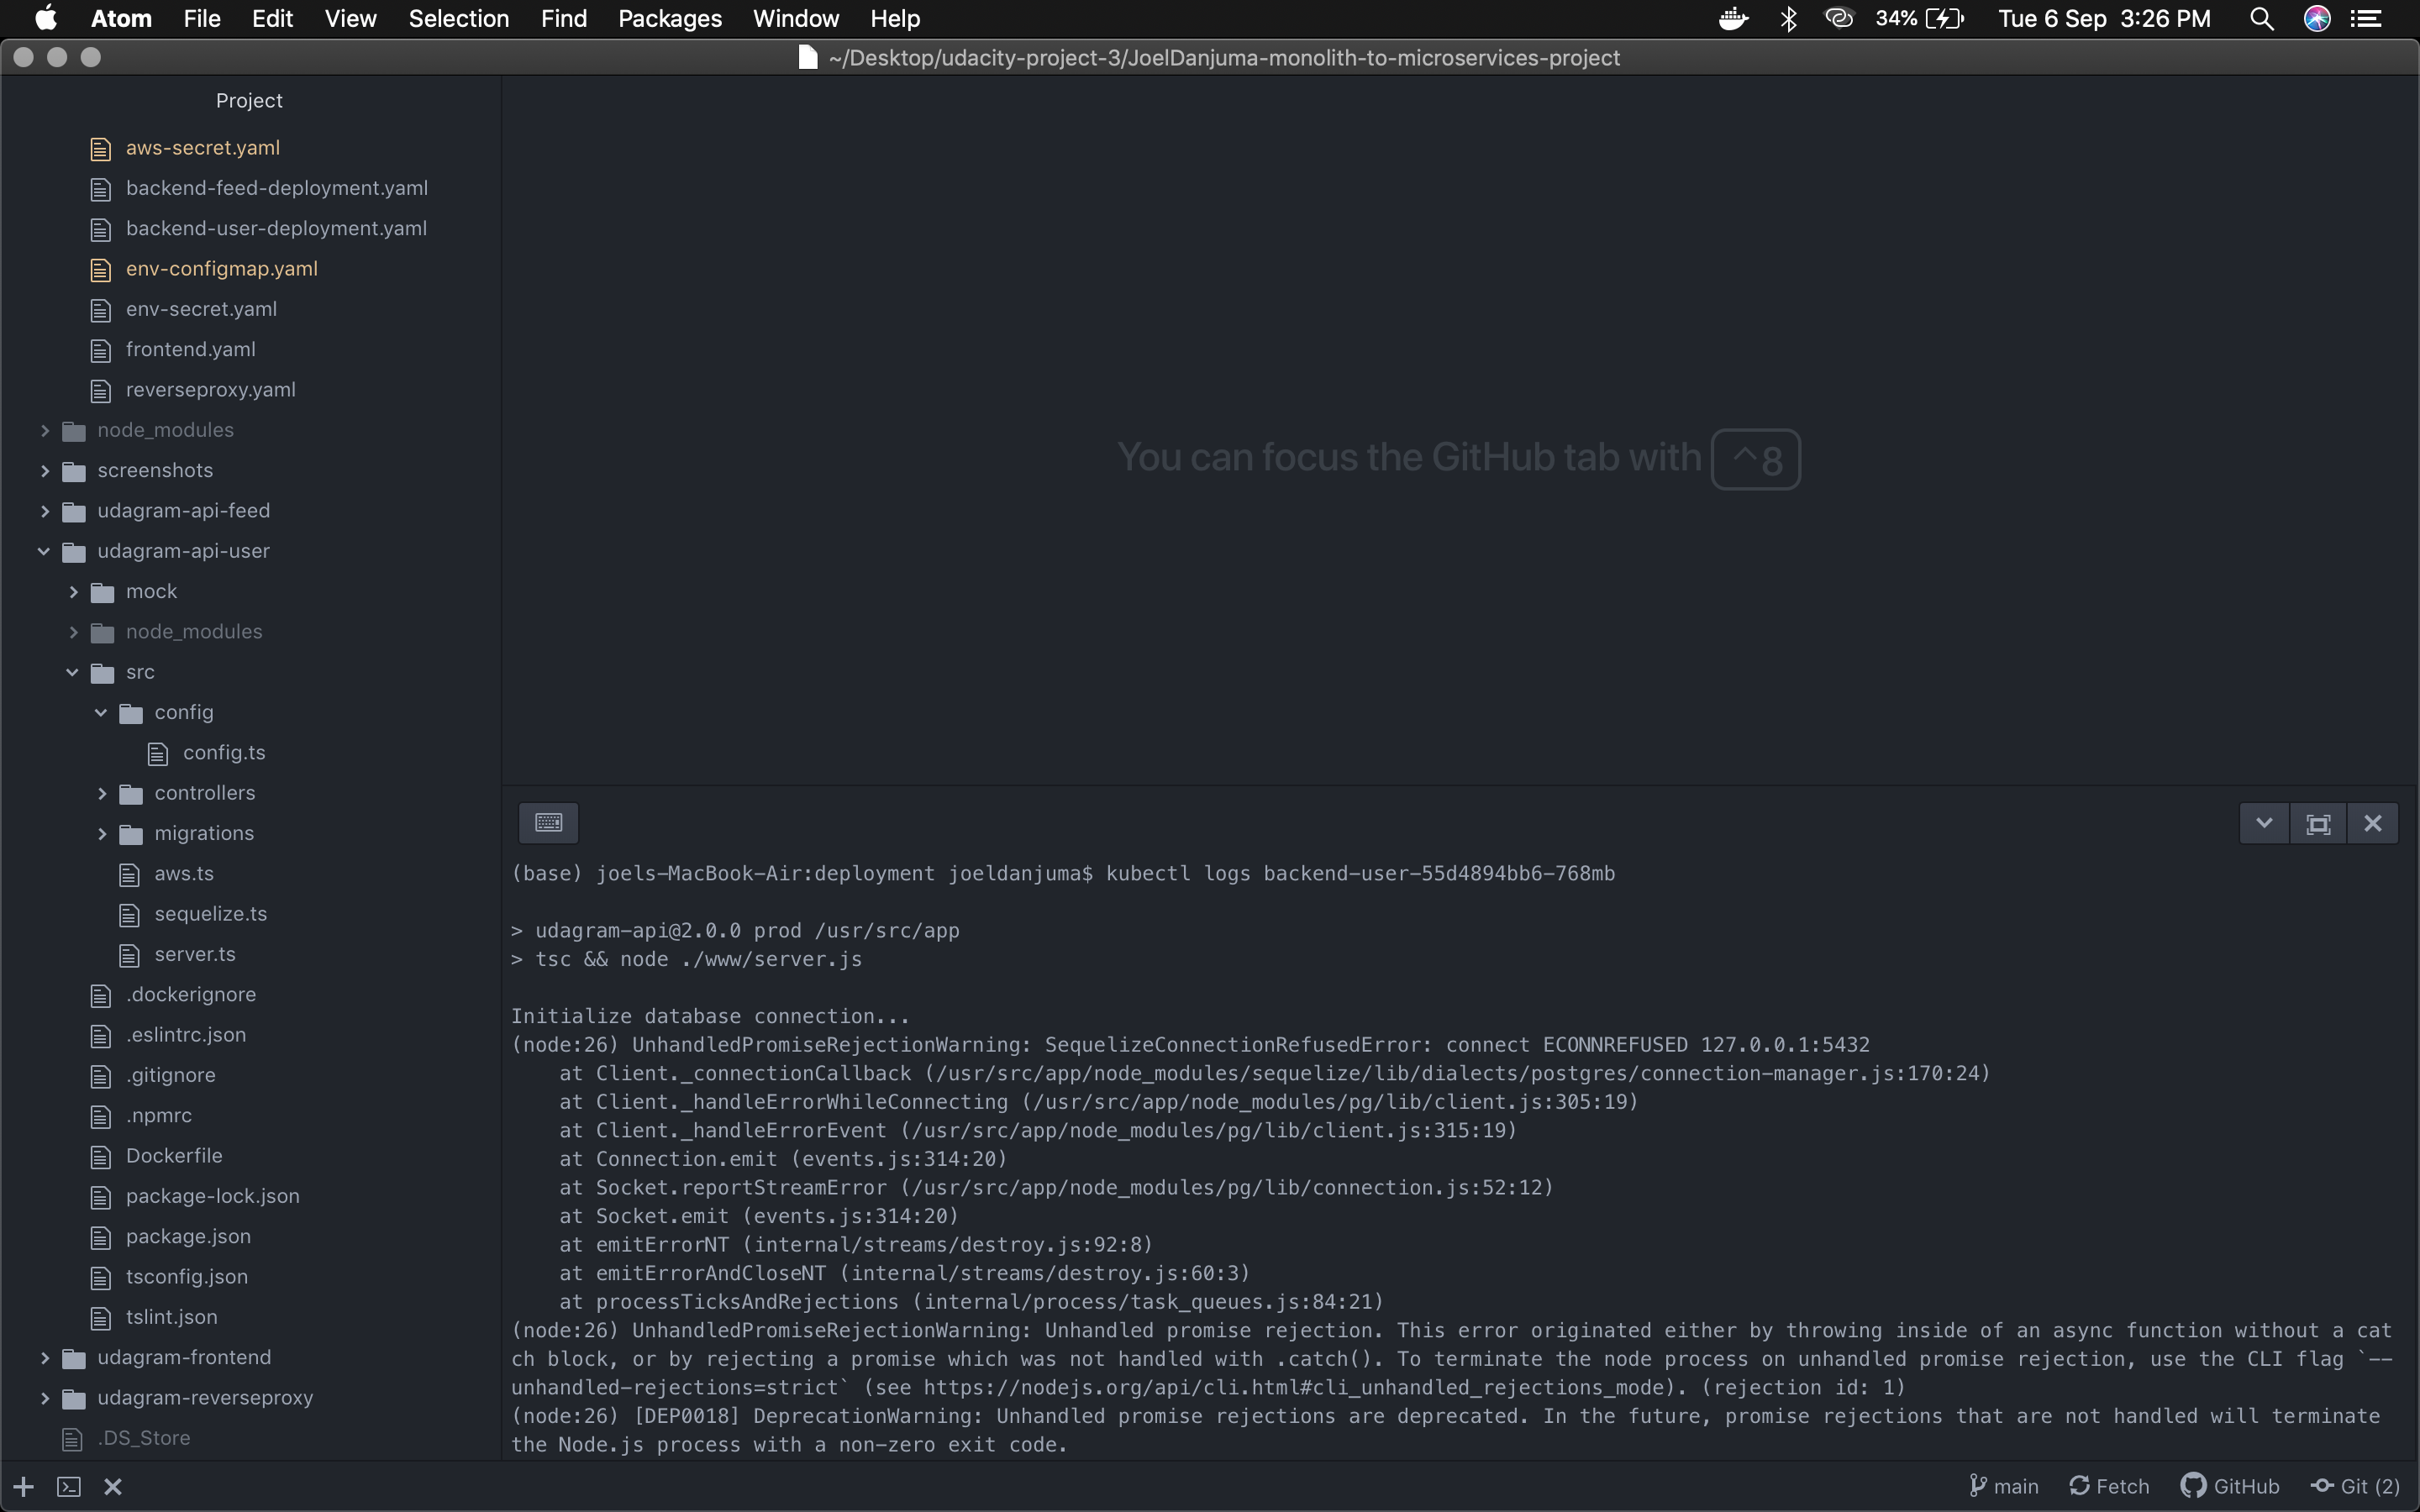 Atom File Edit View Selection Find Packages Window Help 34% Tue 6 Sep 3:26 PM
~/Desktop/udacity-project-3/JoelDanjuma-monolith-to-microservices-project
Project
aws-secret.yaml
backend-feed-deployment.yaml
backend-user-deployment.yaml
env-configmap.yaml
env-secret.yaml
frontend.yaml
reverseproxy.yaml
node_modules
screenshots
udagram-api-feed
udagram-api-user
mock
node_modules
src
config
config.ts
controllers
migrations
aws.ts
sequelize.ts
server.ts
.dockerignore
.eslintrc.json
.gitignore
.npmrc
Dockerfile
package-lock.json
package.json
tsconfig.json
tslint.json
udagram-frontend
udagram-reverseproxy
.DS_Store
You can focus the GitHub tab with ^8
(base) joels-MacBook-Air:deployment joeldanjuma$ kubectl logs backend-user-55d4894bb6-768mb
> udagram-api@2.0.0 prod /usr/src/app
> tsc && node ./www/server.js
Initialize database connection...
(node:26) UnhandledPromiseRejectionWarning: SequelizeConnectionRefusedError: connect ECONNREFUSED 127.0.0.1:5432
at Client._connectionCallback (/usr/src/app/node_modules/sequelize/lib/dialects/postgres/connection-manager.js:170:24)
at Client._handleErrorWhileConnecting (/usr/src/app/node_modules/pg/lib/client.js:305:19)
at Client._handleErrorEvent (/usr/src/app/node_modules/pg/lib/client.js:315:19)
at Connection.emit (events.js:314:20)
at Socket.reportStreamError (/usr/src/app/node_modules/pg/lib/connection.js:52:12)
at Socket.emit (events.js:314:20)
at emitErrorNT (internal/streams/destroy.js:92:8)
at emitErrorAndCloseNT (internal/streams/destroy.js:60:3)
at processTicksAndRejections (internal/process/task_queues.js:84:21)
(node:26) UnhandledPromiseRejectionWarning: Unhandled promise rejection. This error originated either by throwing inside of an async function without a cat
ch block, or by rejecting a promise which was not handled with .catch(). To terminate the node process on unhandled promise rejection, use the CLI flag `--
unhandled-rejections=strict` (see https://nodejs.org/api/cli.html#cli_unhandled_rejections_mode). (rejection id: 1)
(node:26) [DEP0018] DeprecationWarning: Unhandled promise rejections are deprecated. In the future, promise rejections that are not handled will terminate
the Node.js process with a non-zero exit code.
main Fetch GitHub Git (2)